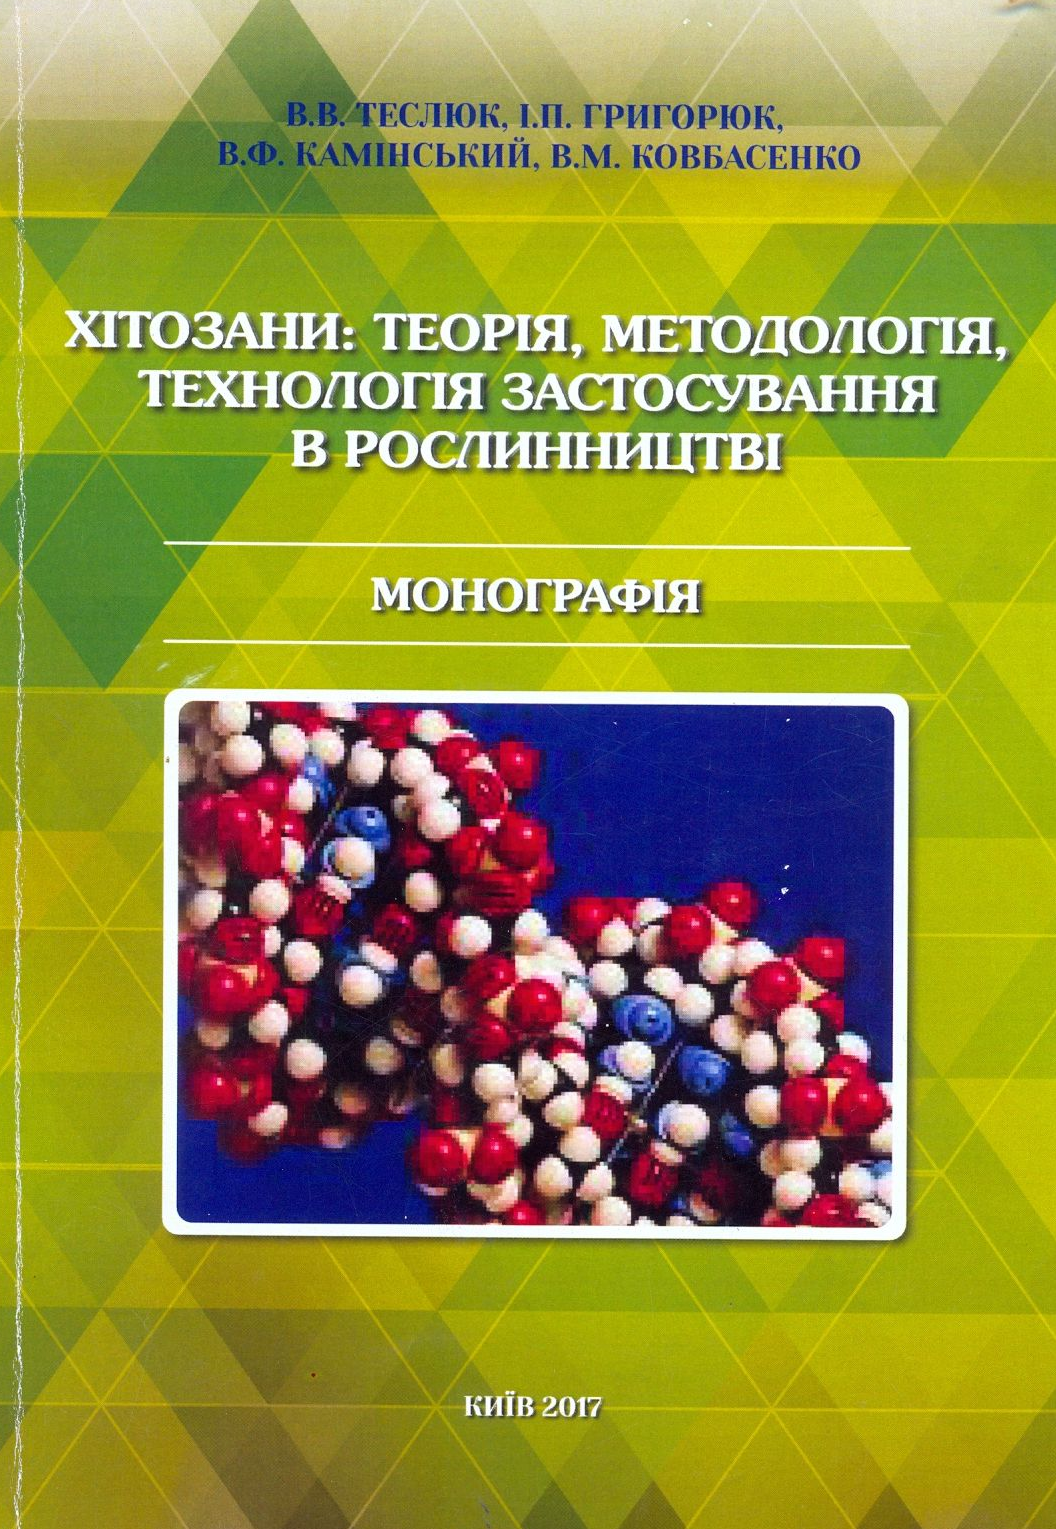 В.В. ТЕСЛЮК, І.П. ГРИГОРЮК,
В.Ф. КАМІНСЬКИЙ, В.М. КОВБАСЕНКО
ХІТОЗАНИ: ТЕОРІЯ, МЕТОДОЛОГІЯ,
ТЕХНОЛОГІЯ ЗАСТОСУВАННЯ
В РОСЛИННИЦТВІ
МОНОГРАФІЯ
КИЇВ 2017